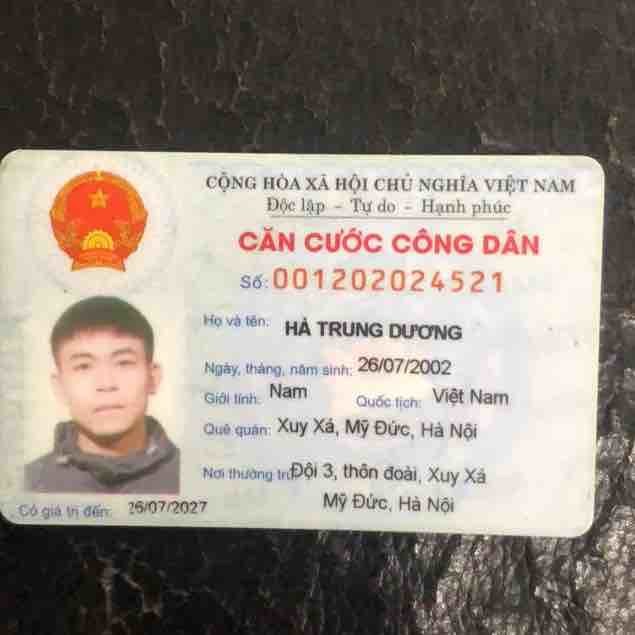 CỘNG HÒA XÃ HỘI CHỦ NGHĨA VIỆT NAM
Độc lập - Tự do - Hạnh phúc
CĂN CƯỚC CÔNG DÂN
Số: 001202024521
Họ và tên: HÀ TRUNG DƯƠNG
Ngày, tháng, năm sinh: 26/07/2002
Giới tính: Nam Quốc tịch: Việt Nam
Quê quán: Xuy Xá, Mỹ Đức, Hà Nội
Nơi thường trú: Đội 3, thôn đoài, Xuy Xá
Mỹ Đức, Hà Nội
Có giá trị đến: 26/07/2027